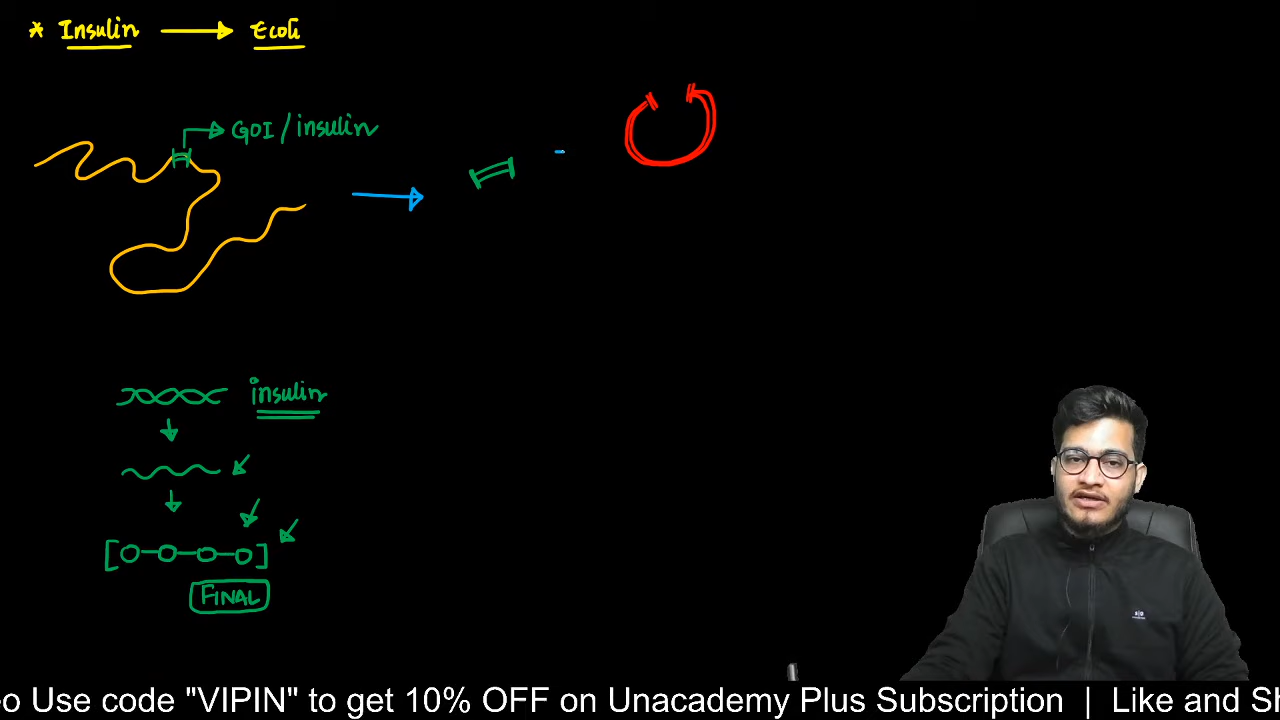 * Insulin → Ecoli
GOI / insulin
insulin
FINAL
o Use code "VIPIN" to get 10% OFF on Unacademy Plus Subscription | Like and SH